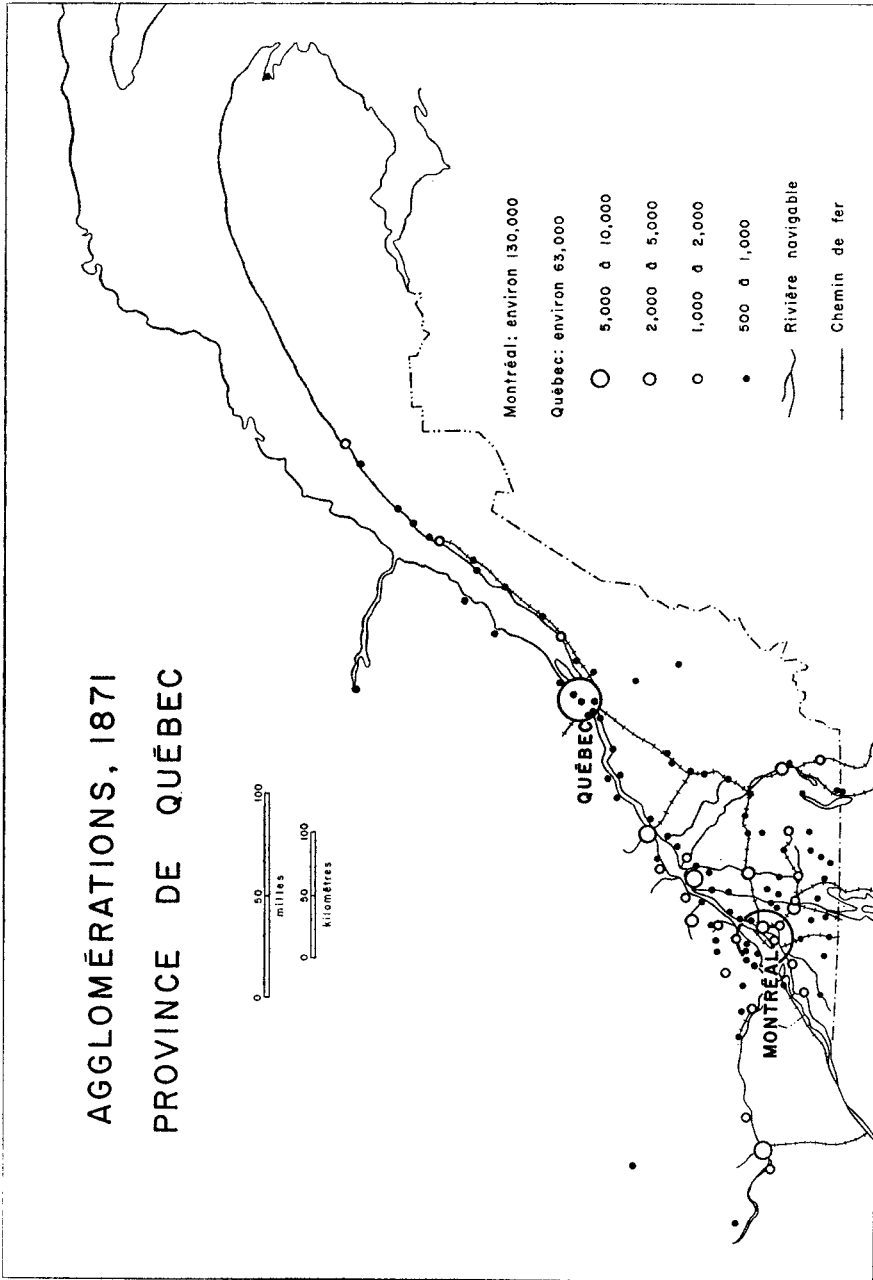 AGGLOMÉRATIONS, 1871
PROVINCE DE QUÉBEC
0 50 100
milles
0 50 100
kilomètres
QUÉBEC
MONTRÉAL
Montréal: environ 130,000
Québec: environ 63,000
5,000 à 10,000
2,000 à 5,000
1,000 à 2,000
500 à 1,000
Rivière navigable
Chemin de fer